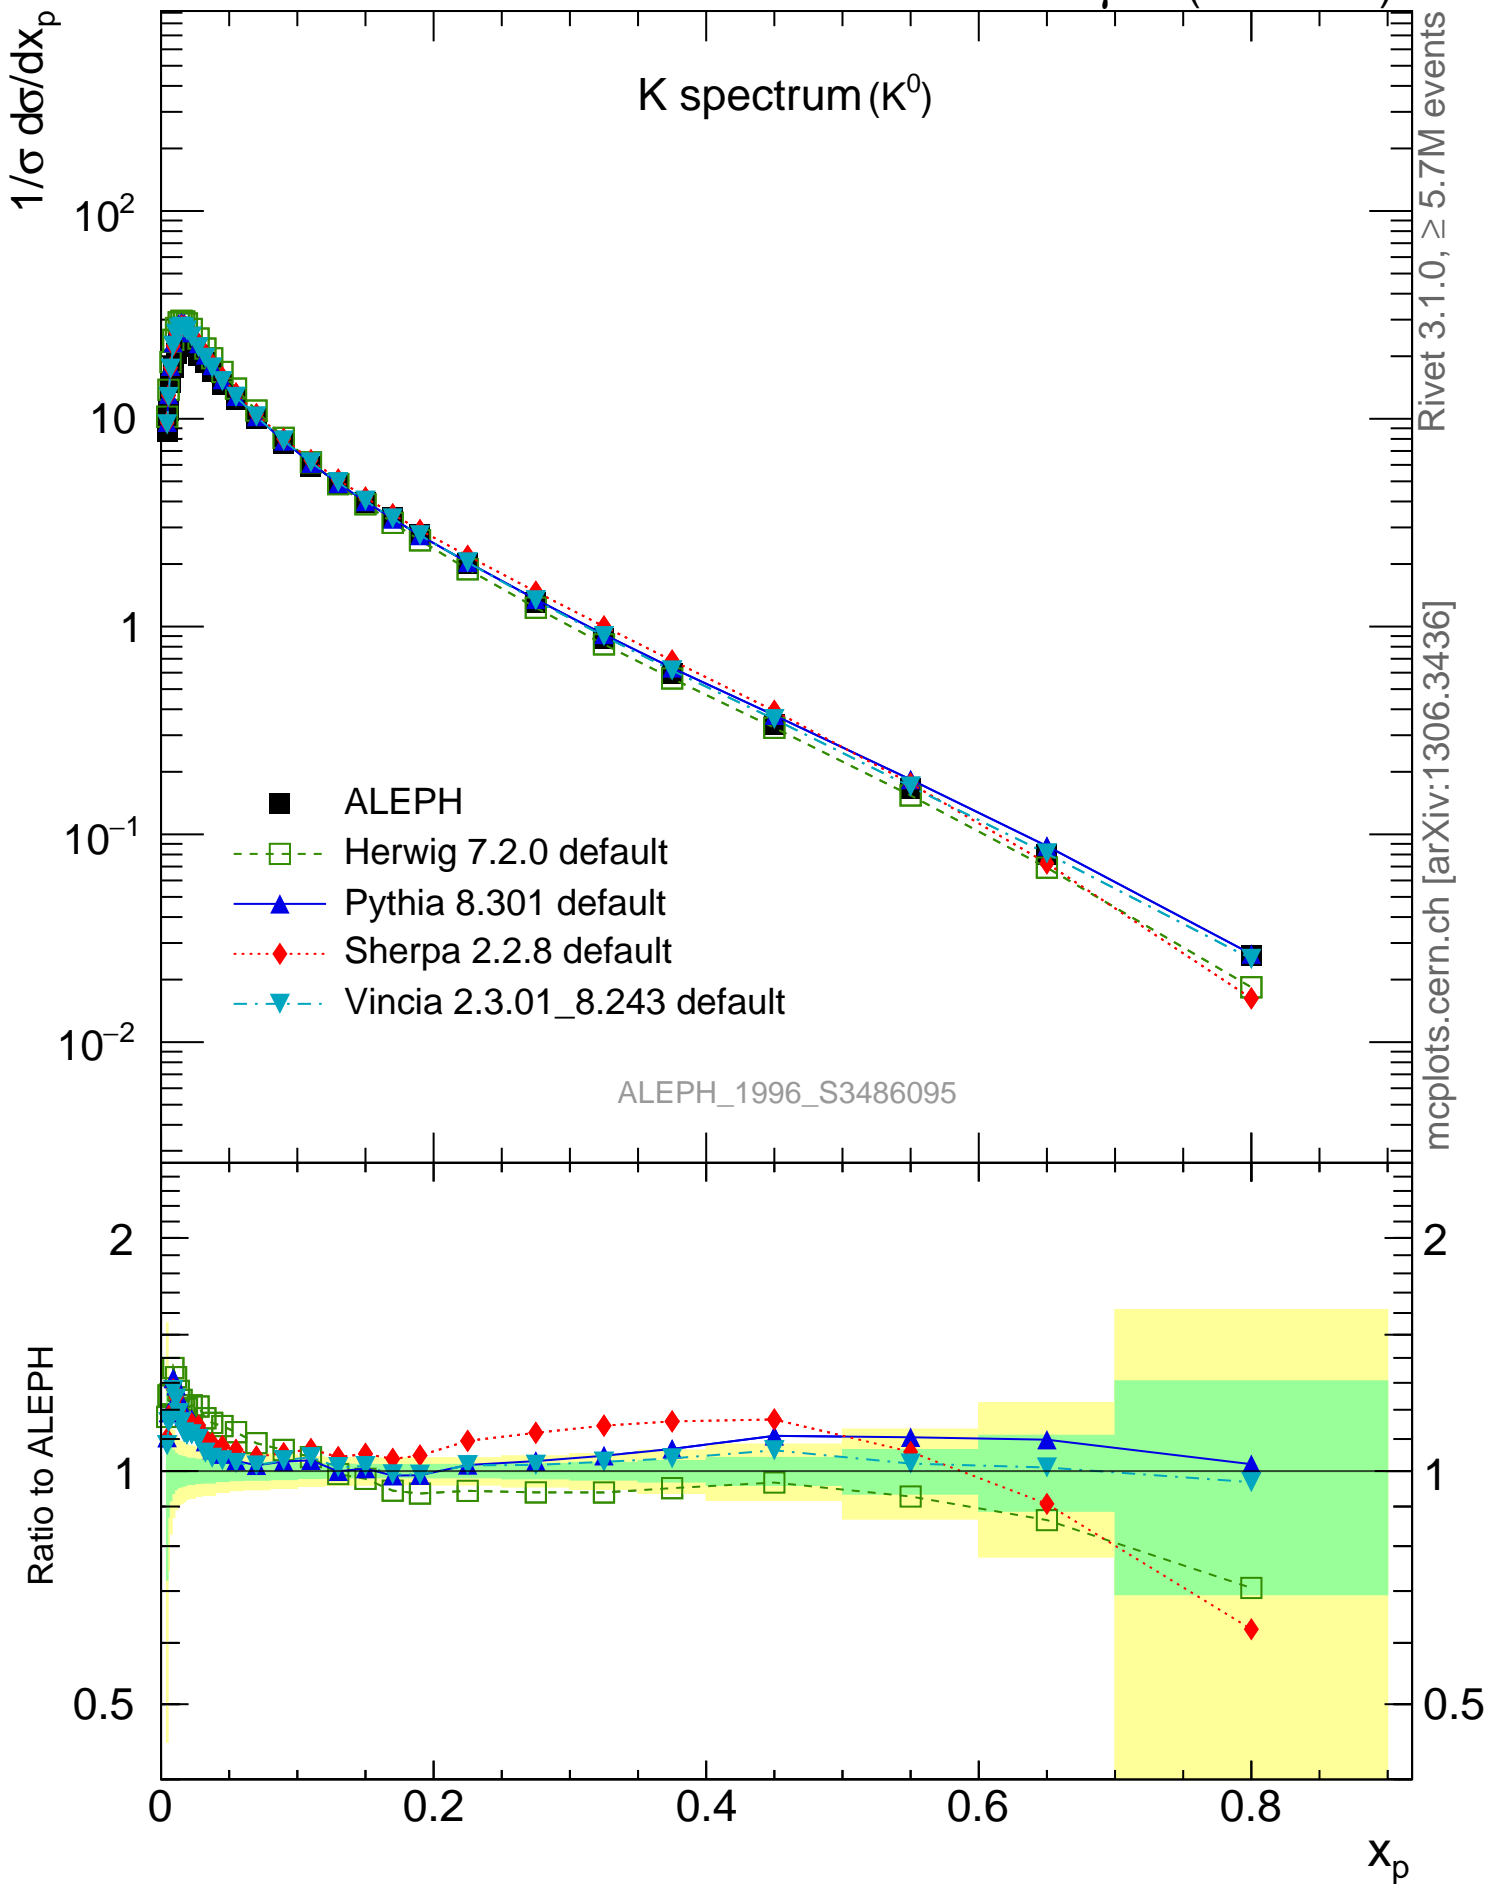 1/σ dσ/dx_p
K spectrum (K⁰)
10²
10
1
10⁻¹
10⁻²
ALEPH
Herwig 7.2.0 default
Pythia 8.301 default
Sherpa 2.2.8 default
Vincia 2.3.01_8.243 default
ALEPH_1996_S3486095
Rivet 3.1.0, ≥ 5.7M events
mcplots.cern.ch [arXiv:1306.3436]
Ratio to ALEPH
2
2
1
1
0.5
0.5
0 0.2 0.4 0.6 0.8
x_p